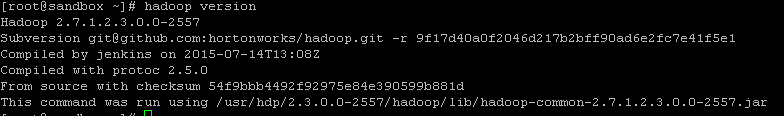 [root@sandbox ~]# hadoop version
Hadoop 2.7.1.2.3.0.0-2557
Subversion git@github.com:hortonworks/hadoop.git -r 9f17d40a0f2046d217b2bff90ad6e2fc7e41f5e1
Compiled by jenkins on 2015-07-14T13:08Z
Compiled with protoc 2.5.0
From source with checksum 54f9bbb4492f92975e84e390599b881d
This command was run using /usr/hdp/2.3.0.0-2557/hadoop/lib/hadoop-common-2.7.1.2.3.0.0-2557.jar
[root@sandbox ~]#